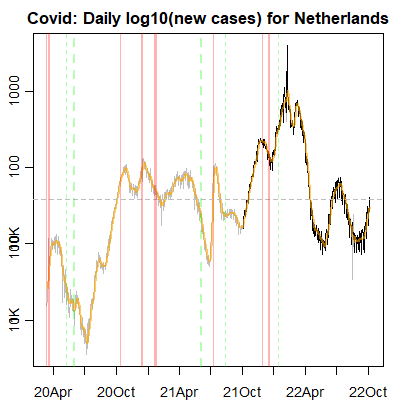 Covid: Daily log10(new cases) for Netherlands
1000
100
100K
10K
20Apr 20Oct 21Apr 21Oct 22Apr 22Oct